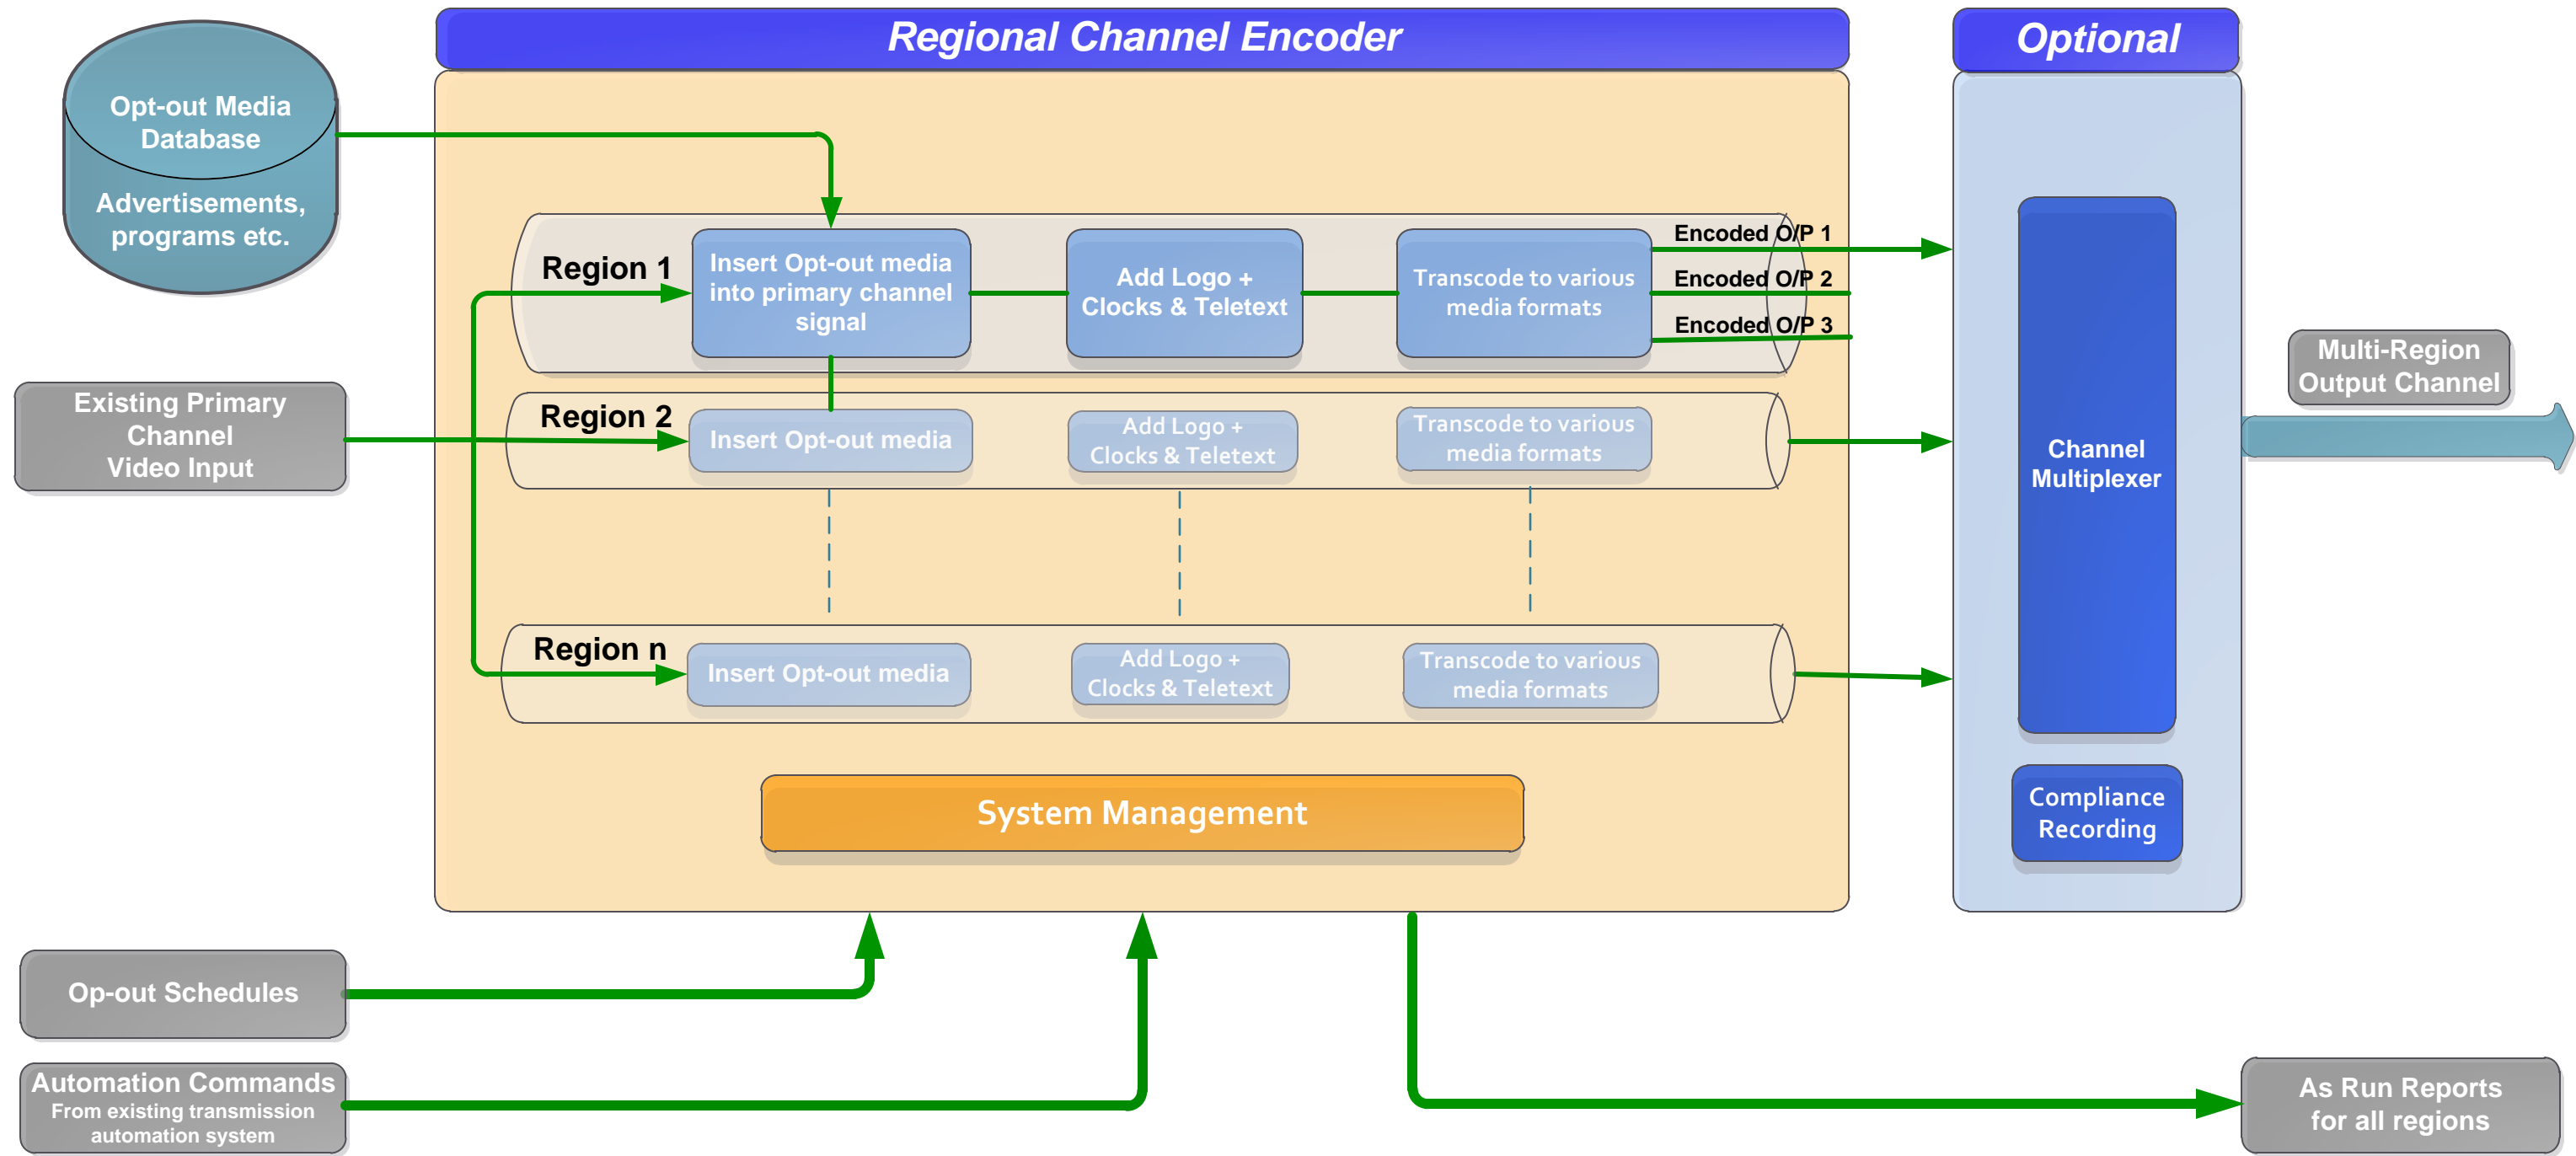 Regional Channel Encoder
Optional
Opt-out Media
Database
Advertisements,
programs etc.
Region 1
Insert Opt-out media
into primary channel
signal
Add Logo +
Clocks & Teletext
Transcode to various
media formats
Encoded O/P 1
Encoded O/P 2
Encoded O/P 3
Existing Primary
Channel
Video Input
Region 2
Insert Opt-out media
Add Logo +
Clocks & Teletext
Transcode to various
media formats
Channel
Multiplexer
Multi-Region
Output Channel
Region n
Insert Opt-out media
Add Logo +
Clocks & Teletext
Transcode to various
media formats
System Management
Compliance
Recording
Op-out Schedules
Automation Commands
From existing transmission
automation system
As Run Reports
for all regions